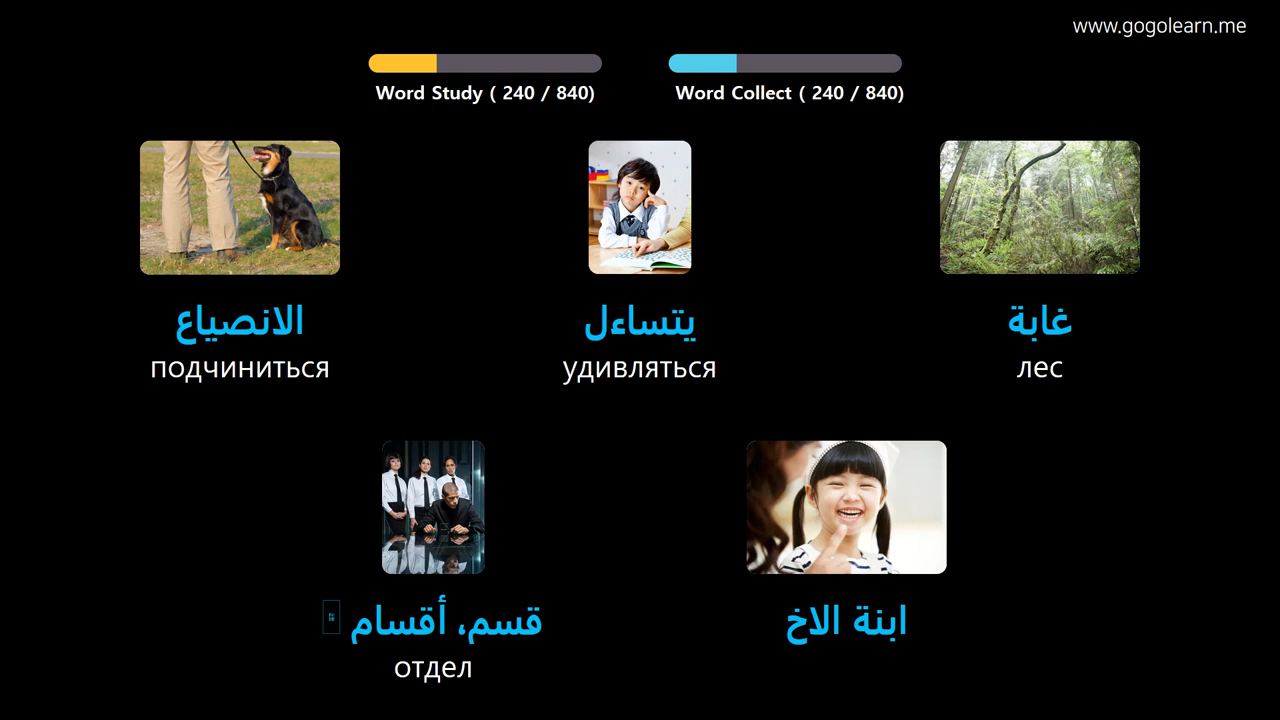 www.gogolearn.me
Word Study ( 240 / 840)
Word Collect ( 240 / 840)
الانصياع
подчиниться
يتساءل
удивляться
غابة
лес
قسم، أقسام
отдел
ابنة الاخ